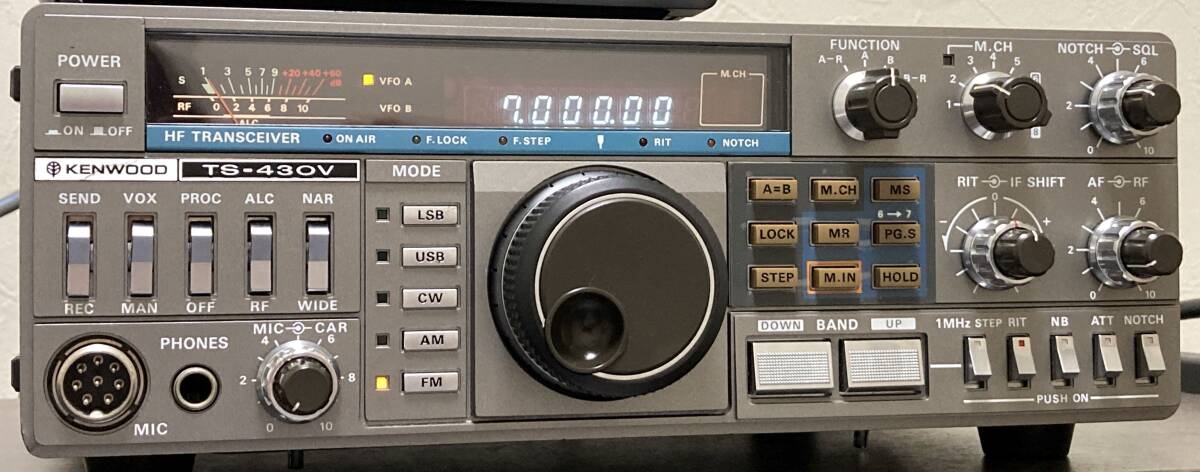 POWER
ON OFF
S 1 3 5 7 9 +20 +40 +60 dB
RF 0 2 4 6 8 10
ALC
VFO A
VFO B
M.CH
7.000.00
HF TRANSCEIVER ON AIR F.LOCK F.STEP RIT NOTCH
FUNCTION
A-R A B B-R
M.CH
1 2 3 4 5 6 8
NOTCH SQL
0 2 4 6 10
KENWOOD TS-430V
SEND VOX PROC ALC NAR
REC MAN OFF RF WIDE
MODE
LSB
USB
CW
AM
FM
A=B M.CH MS
6→7
LOCK MR PG.S
STEP M.IN HOLD
RIT IF SHIFT
- 0 +
AF RF
0 2 4 6 10
MIC
PHONES
MIC CAR
0 2 4 6 8 10
DOWN BAND UP
1MHz STEP RIT NB ATT NOTCH
PUSH ON